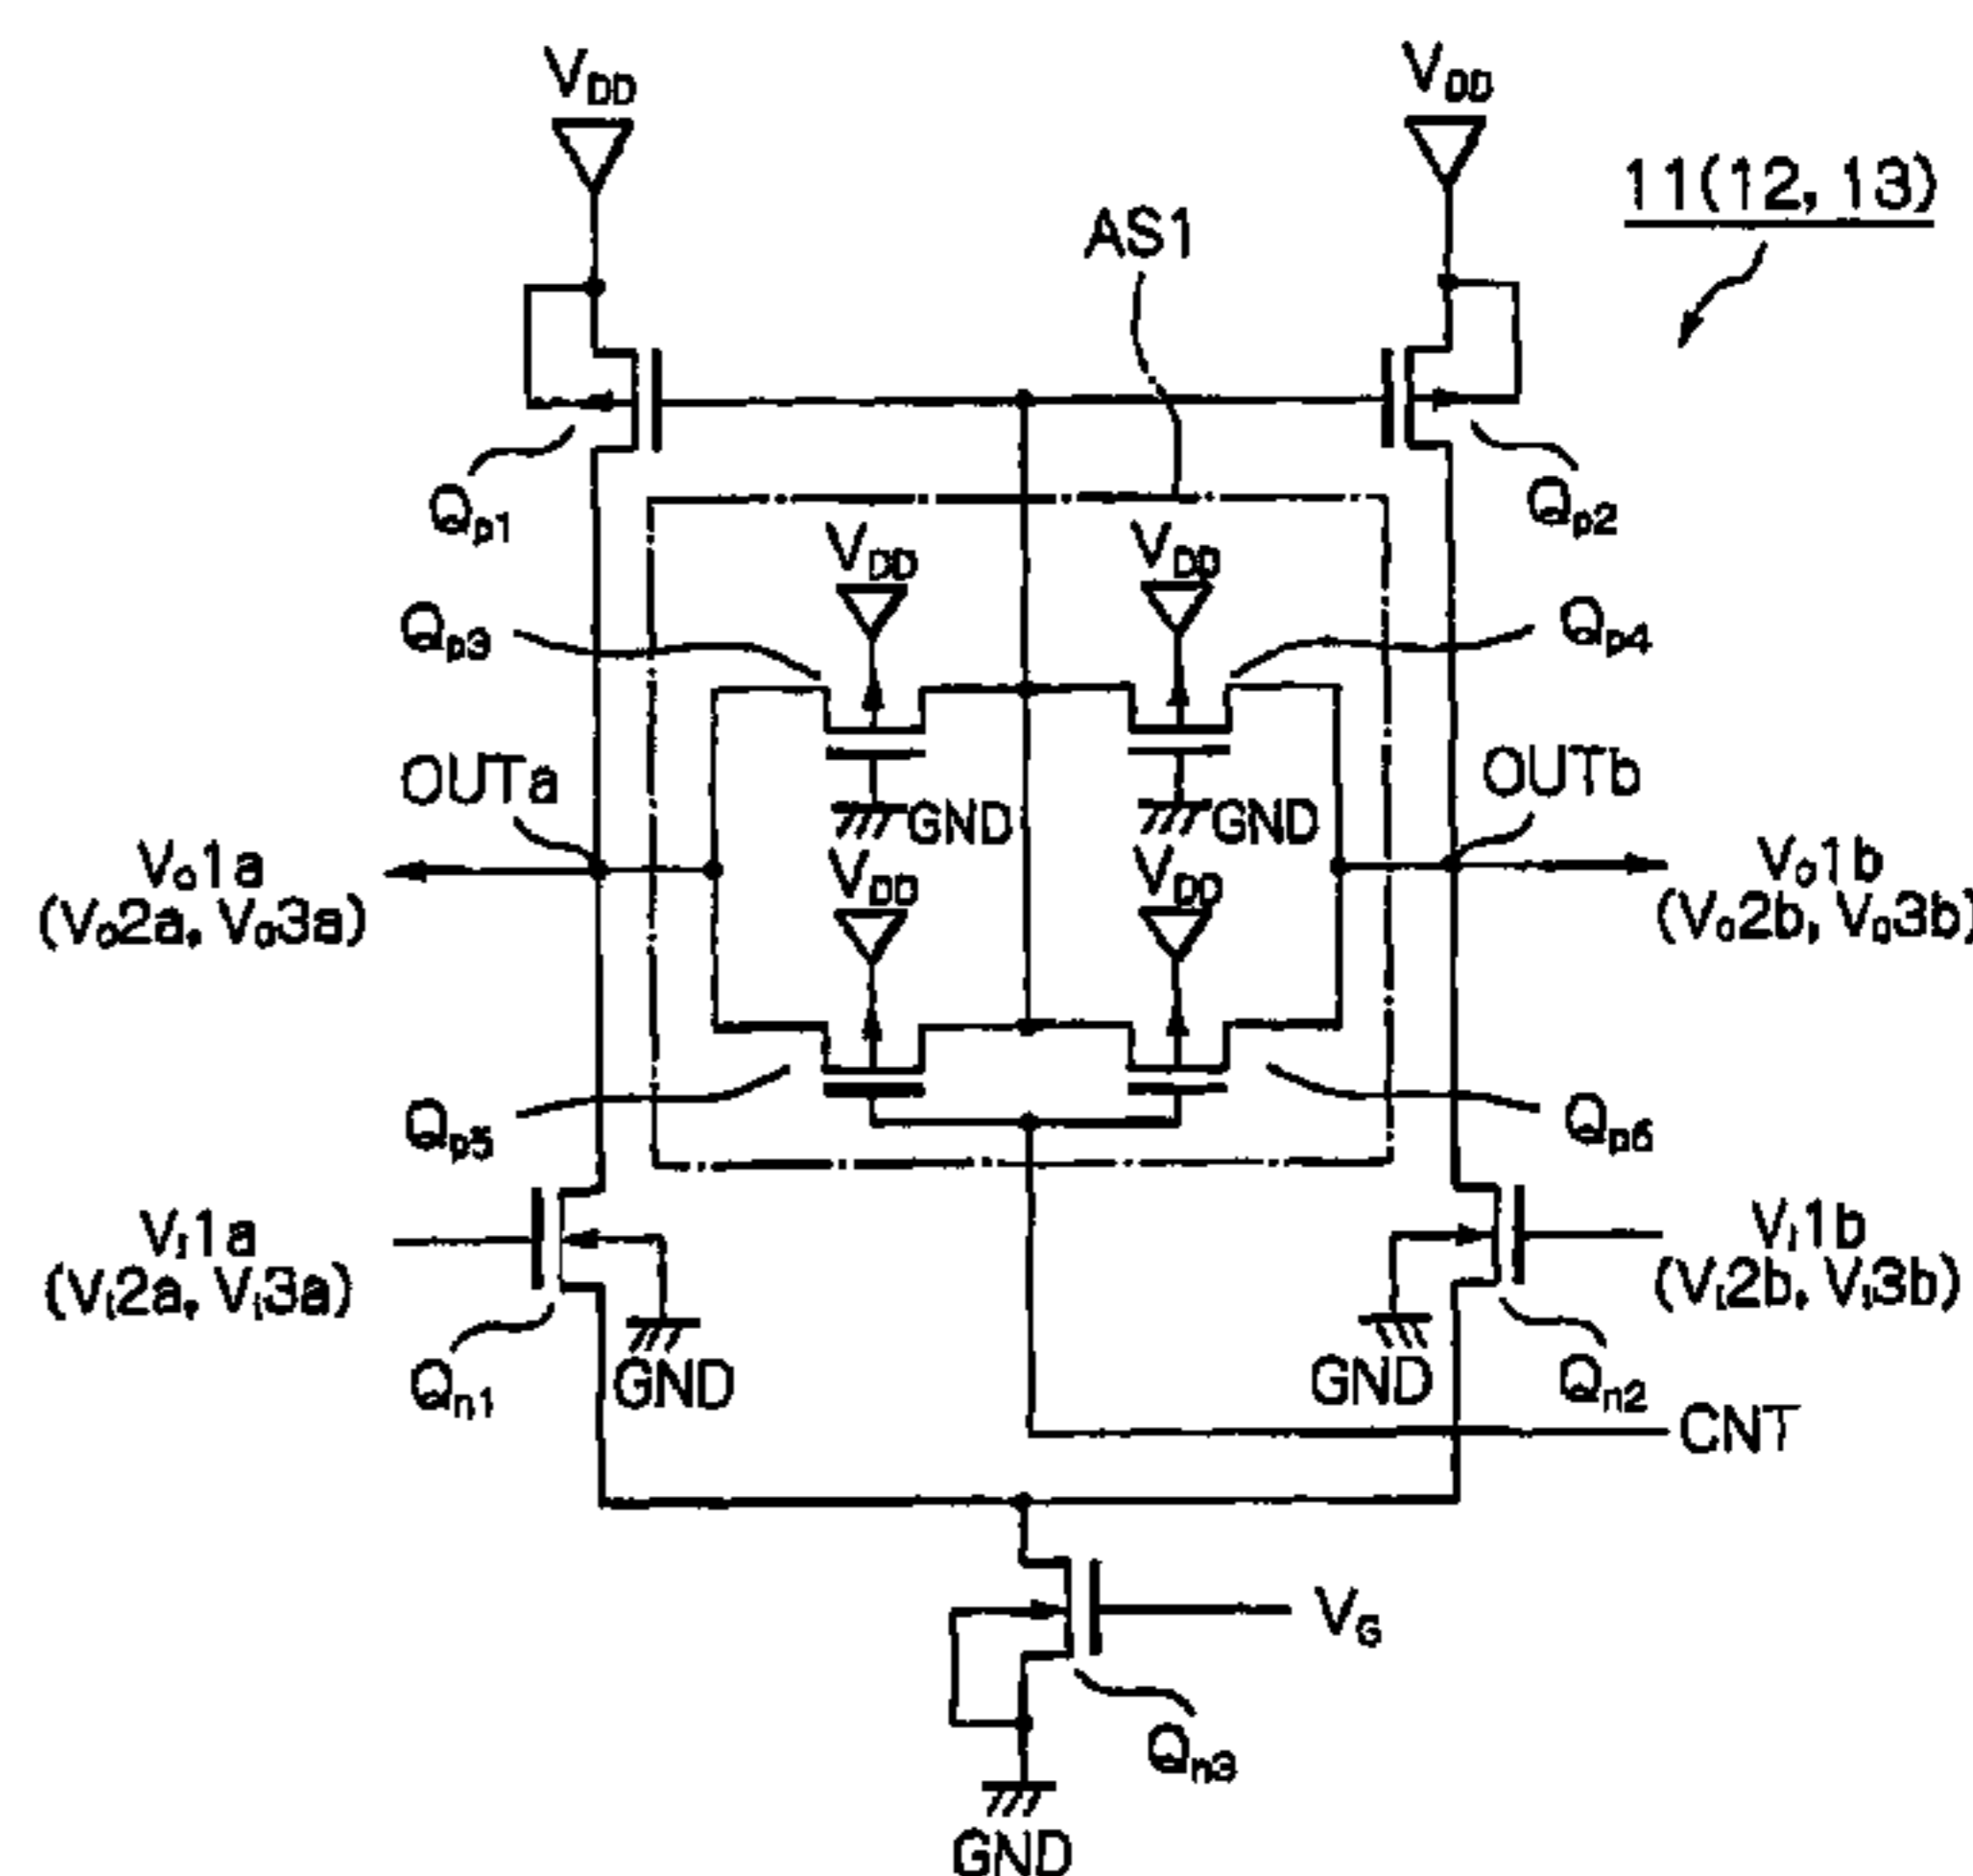 VDD
VDD
11(12, 13)
AS1
Qp1
Qp2
VDD
VDD
Qp3
Qp4
OUTa
GND
GND
OUTb
Vo1a
(Vo2a, Vo3a)
VDD
VDD
Vo1b
(Vo2b, Vo3b)
Qp5
Qp6
Vi1a
(Vi2a, Vi3a)
Vi1b
(Vi2b, Vi3b)
Qn1
GND
GND
Qn2
CNT
VG
Qn3
GND